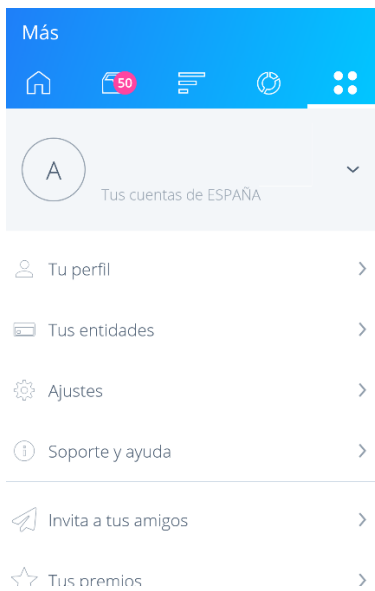 Más
50
A
Tus cuentas de ESPAÑA
Tu perfil
Tus entidades
Ajustes
Soporte y ayuda
Invita a tus amigos
Tus premios